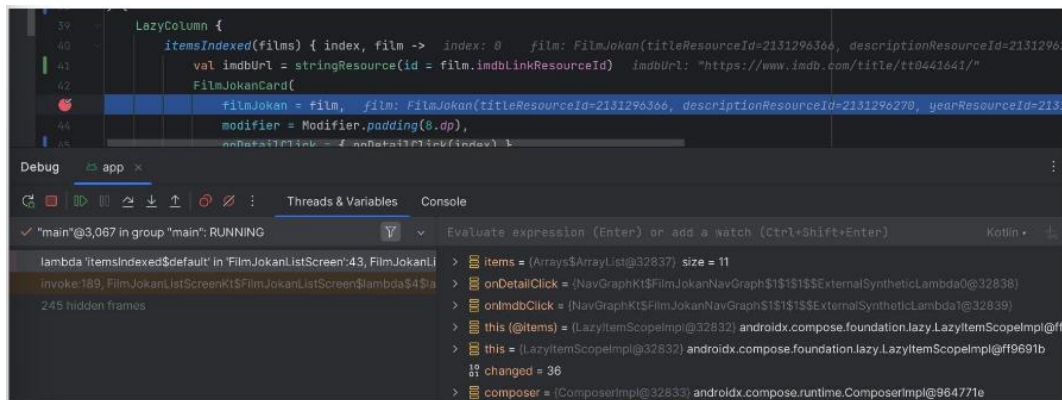 39 LazyColumn {
40 itemsIndexed(films) { index, film -> index: 0 film: FilmJokan(titleResourceId=2131296366, descriptionResourceId=2131296
41 val imdbUrl = stringResource(id = film.imdbLinkResourceId) imdbUrl: "https://www.imdb.com/title/tt0441641/"
42 FilmJokanCard(
filmJokan = film, film: FilmJokan(titleResourceId=2131296366, descriptionResourceId=2131296270, yearResourceId=213
44 modifier = Modifier.padding(8.dp),
45 onDetailClick = { onDetailClick(index) }
Debug app
Threads & Variables Console
"main"@3,067 in group "main": RUNNING
Evaluate expression (Enter) or add a watch (Ctrl+Shift+Enter) Kotlin
lambda 'itemsIndexed$default' in 'FilmJokanListScreen':43, FilmJokanLi
invoke:189, FilmJokanListScreenKt$FilmJokanListScreen$lambda$4$la
245 hidden frames
items = {Arrays$ArrayList@32837} size = 11
onDetailClick = {NavGraphKt$FilmJokanNavGraph$1$1$1$$ExternalSyntheticLambda0@32838}
onImdbClick = {NavGraphKt$FilmJokanNavGraph$1$1$1$$ExternalSyntheticLambda1@32839}
this (@items) = {LazyItemScopeImpl@32832} androidx.compose.foundation.lazy.LazyItemScopeImpl@ff
this = {LazyItemScopeImpl@32832} androidx.compose.foundation.lazy.LazyItemScopeImpl@ff9691b
changed = 36
composer = {ComposerImpl@32833} androidx.compose.runtime.ComposerImpl@964771e